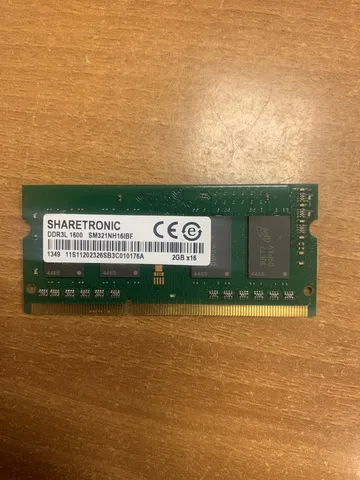 SHARETRONIC
DDR3L 1600 SM321NH16IBF
1349 11S11202326SB3C010176A
2GB x16